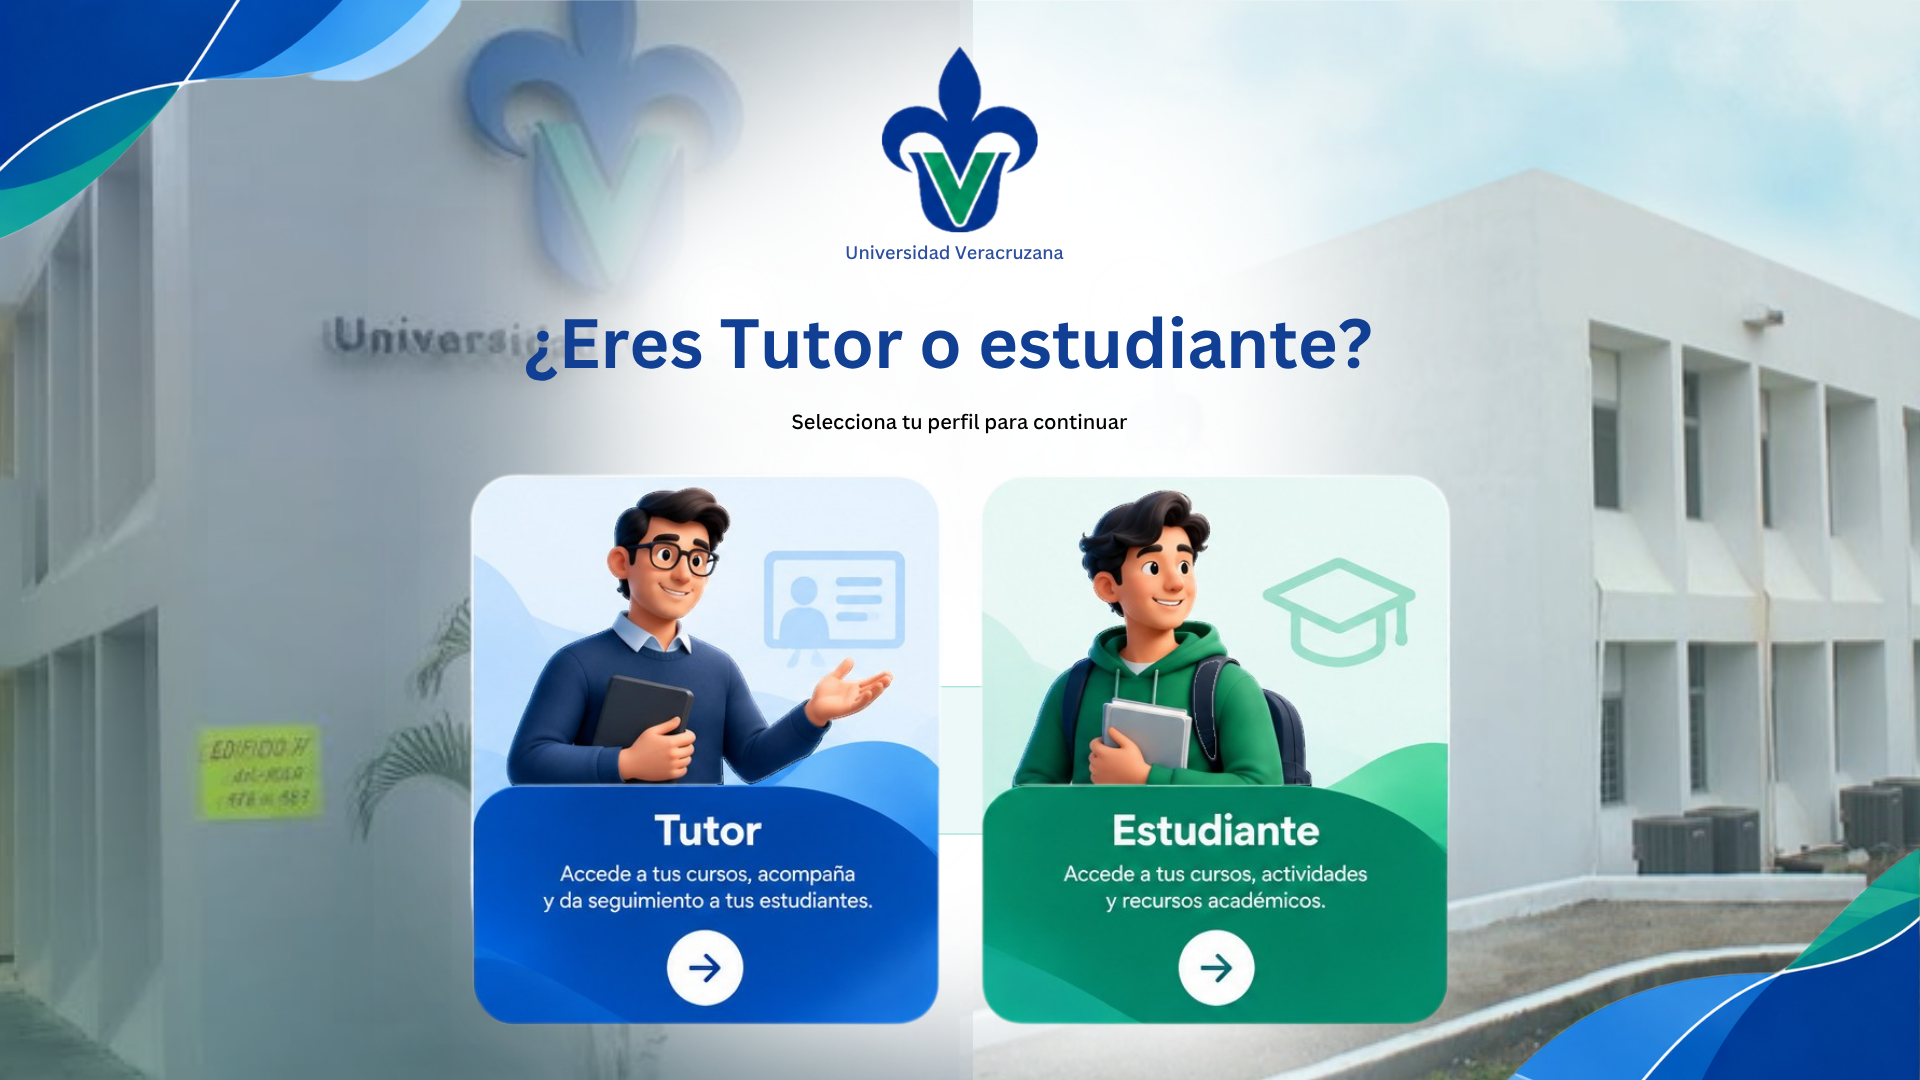 Universidad Veracruzana
¿Eres Tutor o estudiante?
Selecciona tu perfil para continuar
Tutor
Accede a tus cursos, acompaña
y da seguimiento a tus estudiantes.
Estudiante
Accede a tus cursos, actividades
y recursos académicos.